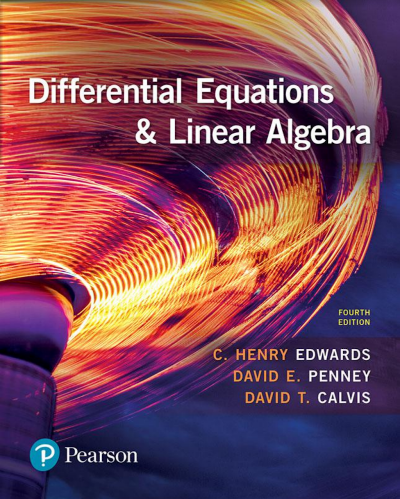 Differential Equations
& Linear Algebra
FOURTH
EDITION
C. HENRY EDWARDS
DAVID E. PENNEY
DAVID T. CALVIS
Pearson